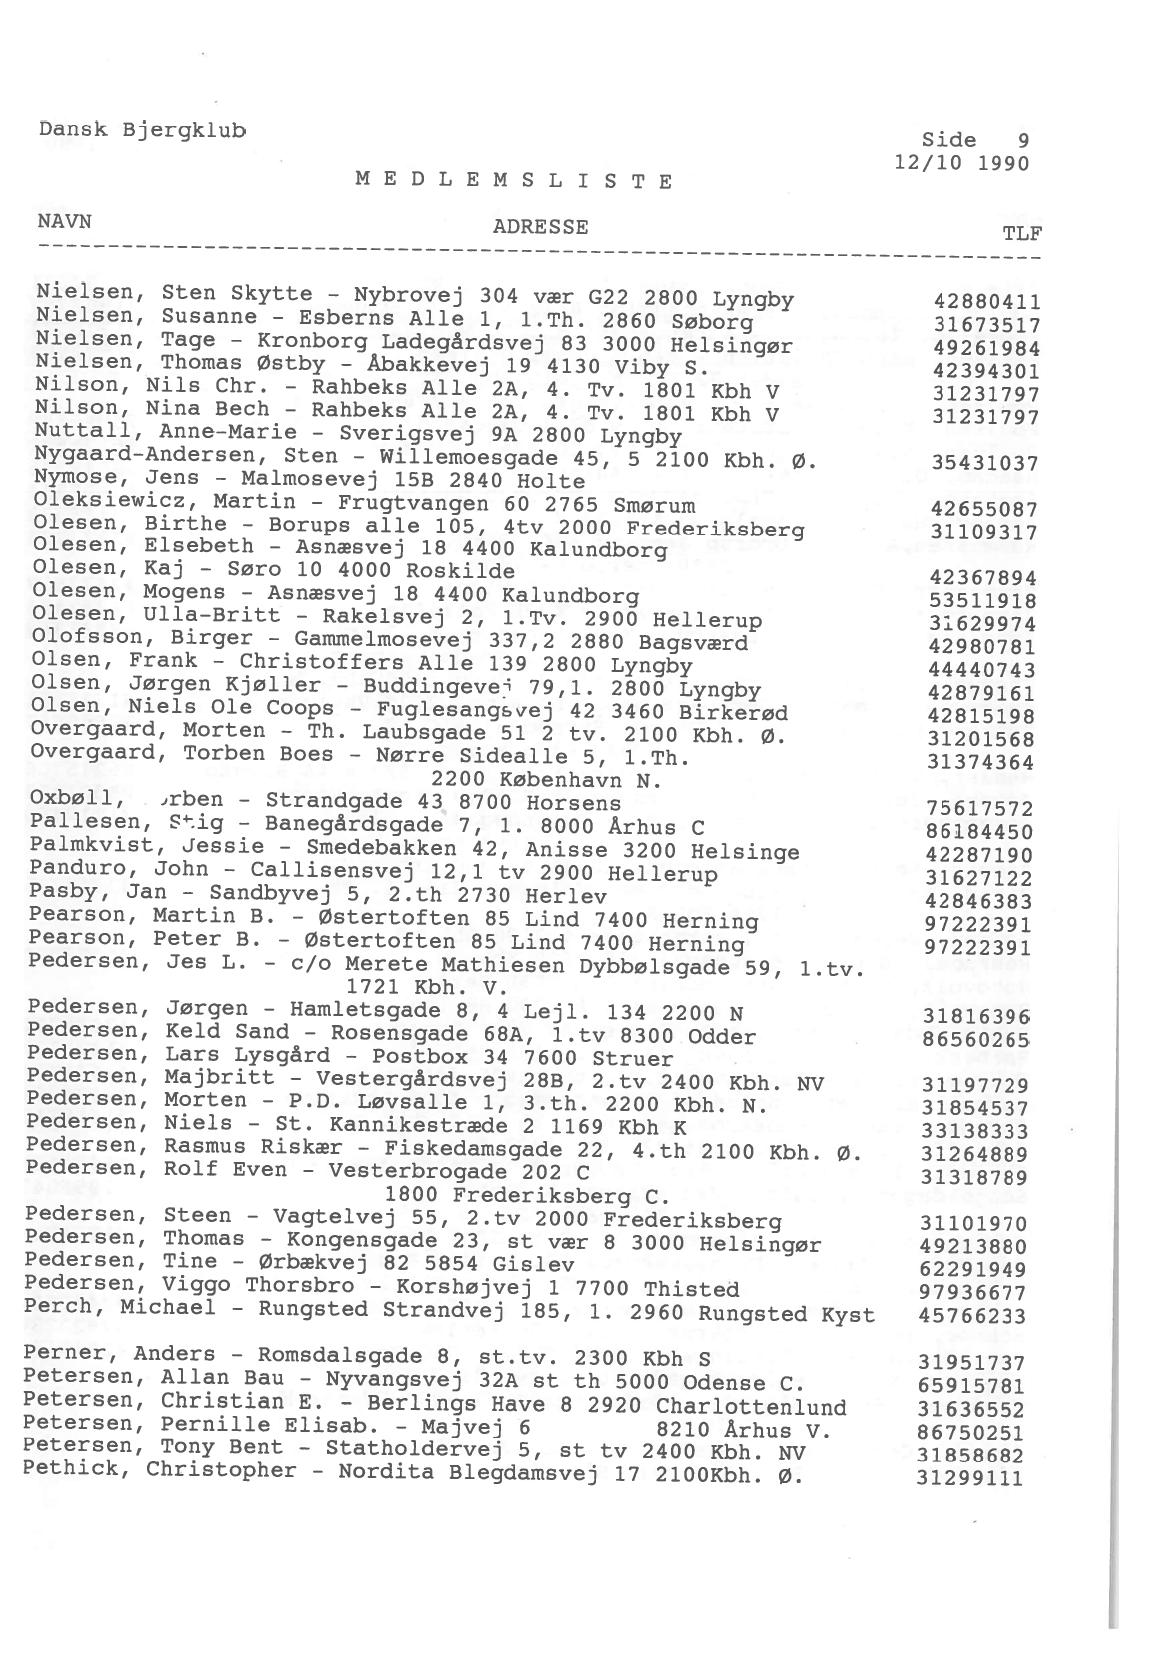 Dansk Bjergklub
Side 9
12/10 1990
M E D L E M S L I S T E
NAVN ADRESSE TLF
Nielsen, Sten Skytte - Nybrovej 304 vær G22 2800 Lyngby 42880411
Nielsen, Susanne - Esberns Alle 1, 1.Th. 2860 Søborg 31673517
Nielsen, Tage - Kronborg Ladegårdsvej 83 3000 Helsingør 49261984
Nielsen, Thomas Østby - Åbakkevej 19 4130 Viby S. 42394301
Nilson, Nils Chr. - Rahbeks Alle 2A, 4. Tv. 1801 Kbh V 31231797
Nilson, Nina Bech - Rahbeks Alle 2A, 4. Tv. 1801 Kbh V 31231797
Nuttall, Anne-Marie - Sverigsvej 9A 2800 Lyngby
Nygaard-Andersen, Sten - Willemoesgade 45, 5 2100 Kbh. Ø. 35431037
Nymose, Jens - Malmosevej 15B 2840 Holte
Oleksiewicz, Martin - Frugtvangen 60 2765 Smørum 42655087
Olesen, Birthe - Borups alle 105, 4tv 2000 Frederiksberg 31109317
Olesen, Elsebeth - Asnæsvej 18 4400 Kalundborg
Olesen, Kaj - Søro 10 4000 Roskilde 42367894
Olesen, Mogens - Asnæsvej 18 4400 Kalundborg 53511918
Olesen, Ulla-Britt - Rakelsvej 2, 1.Tv. 2900 Hellerup 31629974
Olofsson, Birger - Gammelmosevej 337,2 2880 Bagsværd 42980781
Olsen, Frank - Christoffers Alle 139 2800 Lyngby 44440743
Olsen, Jørgen Kjøller - Buddingevej 79,1. 2800 Lyngby 42879161
Olsen, Niels Ole Coops - Fuglesangsvej 42 3460 Birkerød 42815198
Overgaard, Morten - Th. Laubsgade 51 2 tv. 2100 Kbh. Ø. 31201568
Overgaard, Torben Boes - Nørre Sidealle 5, 1.Th. 31374364
2200 København N.
Oxbøll, - Strandgade 43 8700 Horsens 75617572
Pallesen, Stig - Banegårdsgade 7, 1. 8000 Århus C 86184450
Palmkvist, Jessie - Smedebakken 42, Anisse 3200 Helsinge 42287190
Panduro, John - Callisensvej 12,1 tv 2900 Hellerup 31627122
Pasby, Jan - Sandbyvej 5, 2.th 2730 Herlev 42846383
Pearson, Martin B. - Østertoften 85 Lind 7400 Herning 97222391
Pearson, Peter B. - Østertoften 85 Lind 7400 Herning 97222391
Pedersen, Jes L. - c/o Merete Mathiesen Dybbølsgade 59, 1.tv.
1721 Kbh. V.
Pedersen, Jørgen - Hamletsgade 8, 4 Lejl. 134 2200 N 31816396
Pedersen, Keld Sand - Rosensgade 68A, 1.tv 8300 Odder 86560265
Pedersen, Lars Lysgård - Postbox 34 7600 Struer
Pedersen, Majbritt - Vestergårdsvej 28B, 2.tv 2400 Kbh. NV 31197729
Pedersen, Morten - P.D. Løvsalle 1, 3.th. 2200 Kbh. N. 31854537
Pedersen, Niels - St. Kannikestræde 2 1169 Kbh K 33138333
Pedersen, Rasmus Riskær - Fiskedamsgade 22, 4.th 2100 Kbh. Ø. 31264889
Pedersen, Rolf Even - Vesterbrogade 202 C 31318789
1800 Frederiksberg C.
Pedersen, Steen - Vagtelvej 55, 2.tv 2000 Frederiksberg 31101970
Pedersen, Thomas - Kongensgade 23, st vær 8 3000 Helsingør 49213880
Pedersen, Tine - Ørbækvej 82 5854 Gislev 62291949
Pedersen, Viggo Thorsbro - Korshøjvej 1 7700 Thisted 97936677
Perch, Michael - Rungsted Strandvej 185, 1. 2960 Rungsted Kyst 45766233
Perner, Anders - Romsdalsgade 8, st.tv. 2300 Kbh S 31951737
Petersen, Allan Bau - Nyvangsvej 32A st th 5000 Odense C. 65915781
Petersen, Christian E. - Berlings Have 8 2920 Charlottenlund 31636552
Petersen, Pernille Elisab. - Majvej 6 8210 Århus V. 86750251
Petersen, Tony Bent - Statholdervej 5, st tv 2400 Kbh. NV 31858682
Pethick, Christopher - Nordita Blegdamsvej 17 2100Kbh. Ø. 31299111